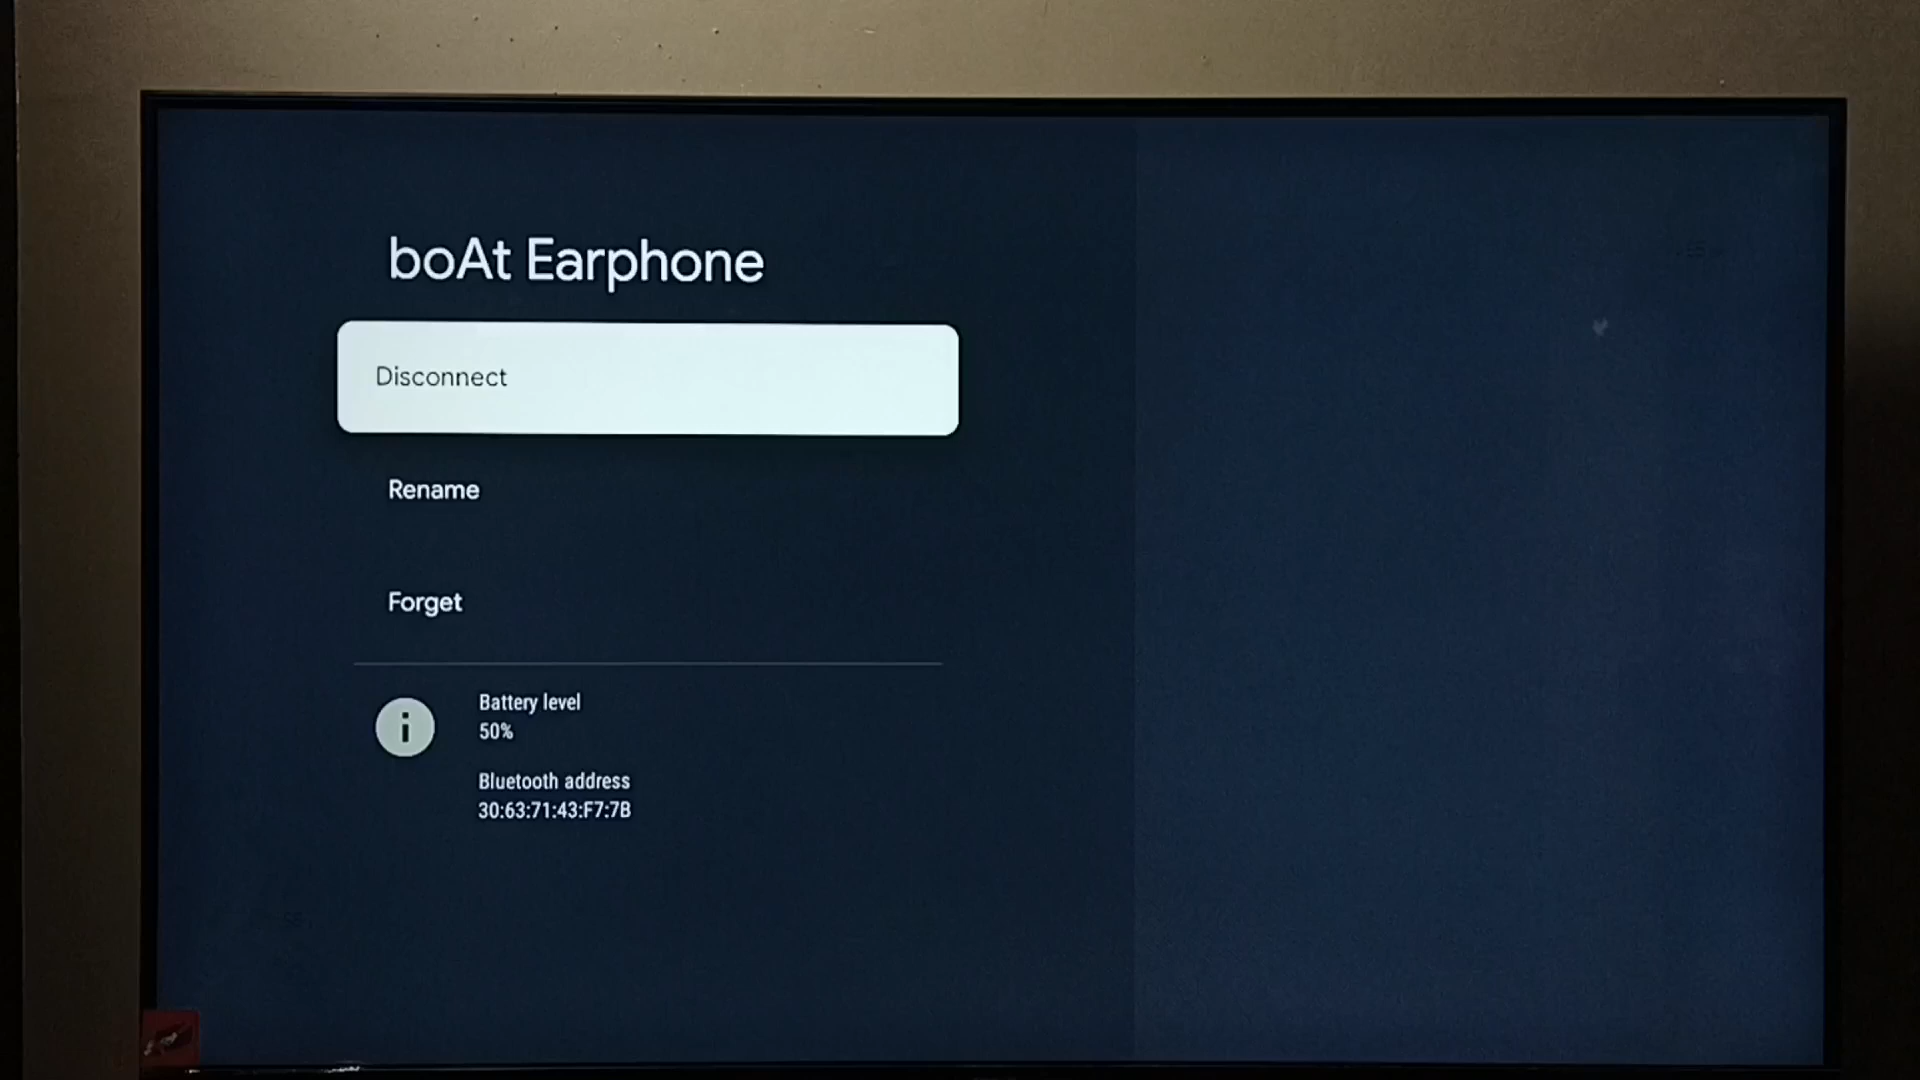 boAt Earphone
Disconnect
Rename
Forget
Battery level
50%
Bluetooth address
30:63:71:43:F7:7B